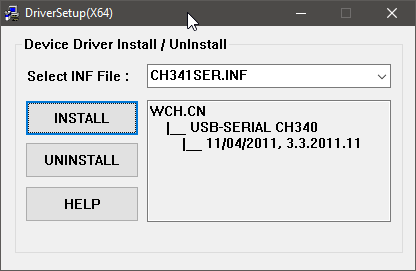 DriverSetup(X64)
Device Driver Install / UnInstall
Select INF File :
CH341SER.INF
INSTALL
UNINSTALL
HELP
WCH.CN
|__ USB-SERIAL CH340
|__ 11/04/2011, 3.3.2011.11